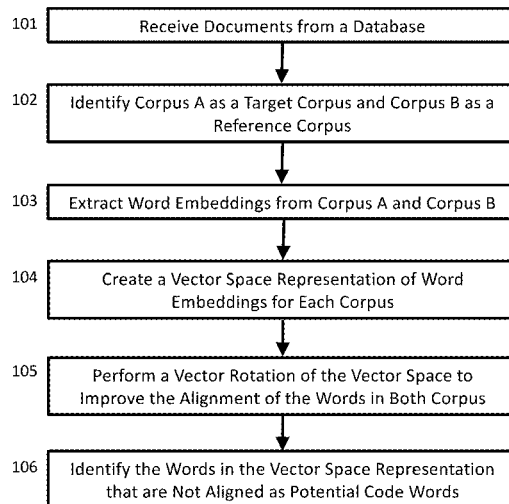 101
Receive Documents from a Database
102
Identify Corpus A as a Target Corpus and Corpus B as a
Reference Corpus
103
Extract Word Embeddings from Corpus A and Corpus B
104
Create a Vector Space Representation of Word
Embeddings for Each Corpus
105
Perform a Vector Rotation of the Vector Space to
Improve the Alignment of the Words in Both Corpus
106
Identify the Words in the Vector Space Representation
that are Not Aligned as Potential Code Words